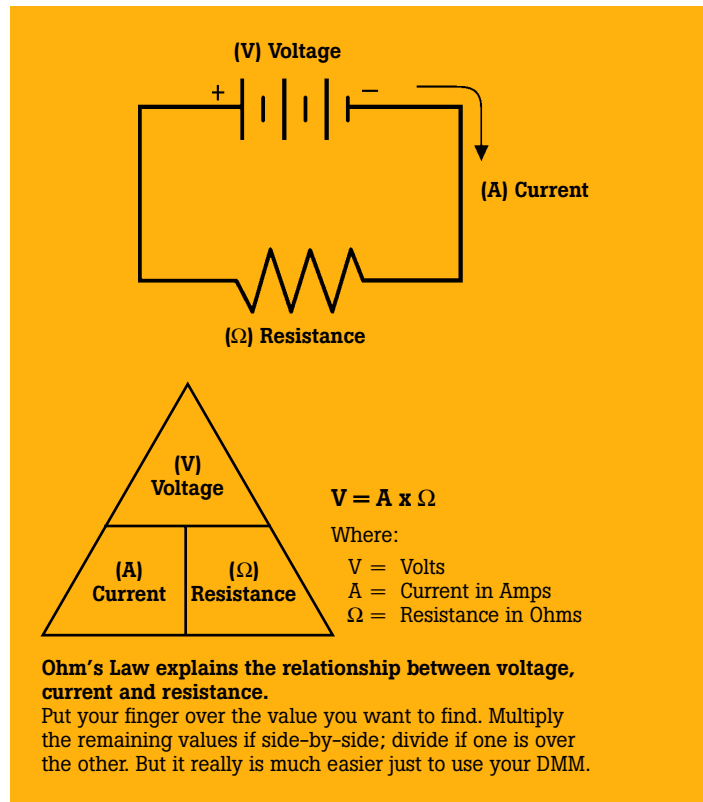 (V) Voltage
+ −
(A) Current
(Ω) Resistance
(V)
Voltage
(A)
Current
(Ω)
Resistance
V = A x Ω
Where:
V = Volts
A = Current in Amps
Ω = Resistance in Ohms
Ohm's Law explains the relationship between voltage,
current and resistance.
Put your finger over the value you want to find. Multiply
the remaining values if side-by-side; divide if one is over
the other. But it really is much easier just to use your DMM.